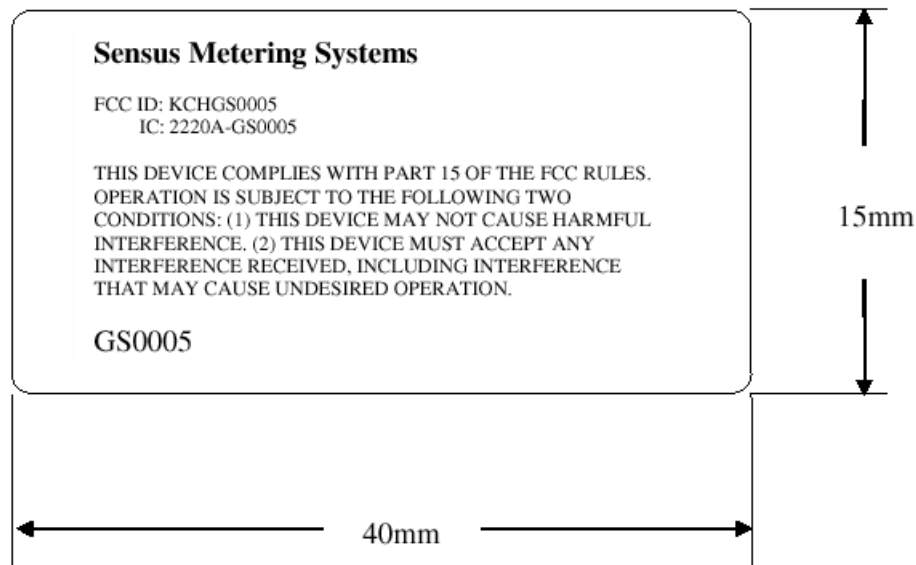 Sensus Metering Systems
FCC ID: KCHGS0005
IC: 2220A-GS0005
THIS DEVICE COMPLIES WITH PART 15 OF THE FCC RULES.
OPERATION IS SUBJECT TO THE FOLLOWING TWO
CONDITIONS: (1) THIS DEVICE MAY NOT CAUSE HARMFUL
INTERFERENCE. (2) THIS DEVICE MUST ACCEPT ANY
INTERFERENCE RECEIVED, INCLUDING INTERFERENCE
THAT MAY CAUSE UNDESIRED OPERATION.
GS0005
15mm
40mm